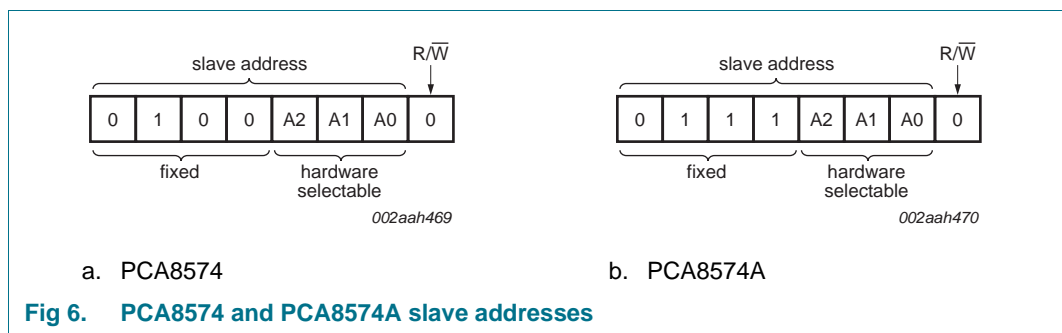 R/W̅
slave address
0 1 0 0 A2 A1 A0 0
fixed hardware
selectable
002aah469
a. PCA8574
R/W̅
slave address
0 1 1 1 A2 A1 A0 0
fixed hardware
selectable
002aah470
b. PCA8574A
Fig 6. PCA8574 and PCA8574A slave addresses